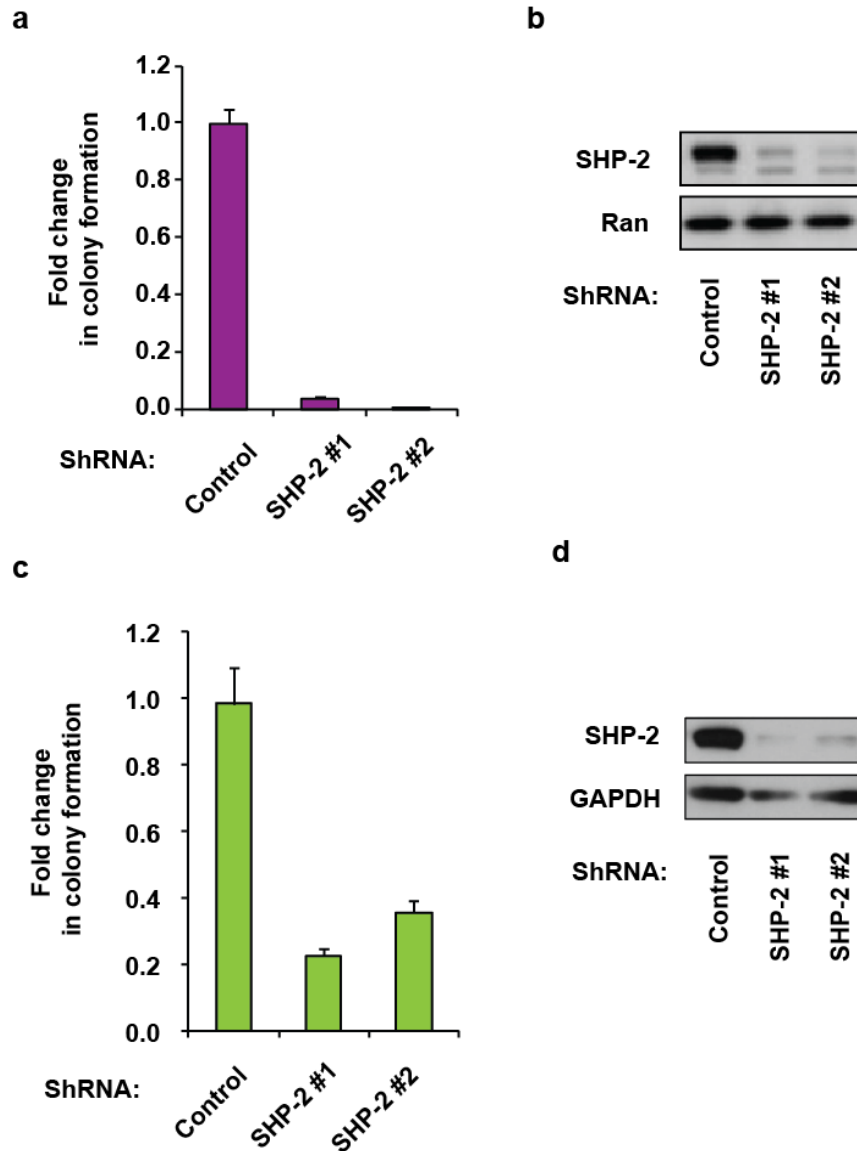 a
1.2
1.0
0.8
0.6
0.4
0.2
0.0
Fold change
in colony formation
ShRNA:
Control
SHP-2 #1
SHP-2 #2
b
SHP-2
Ran
ShRNA:
Control
SHP-2 #1
SHP-2 #2
c
1.2
1.0
0.8
0.6
0.4
0.2
0.0
Fold change
in colony formation
ShRNA:
Control
SHP-2 #1
SHP-2 #2
d
SHP-2
GAPDH
ShRNA:
Control
SHP-2 #1
SHP-2 #2